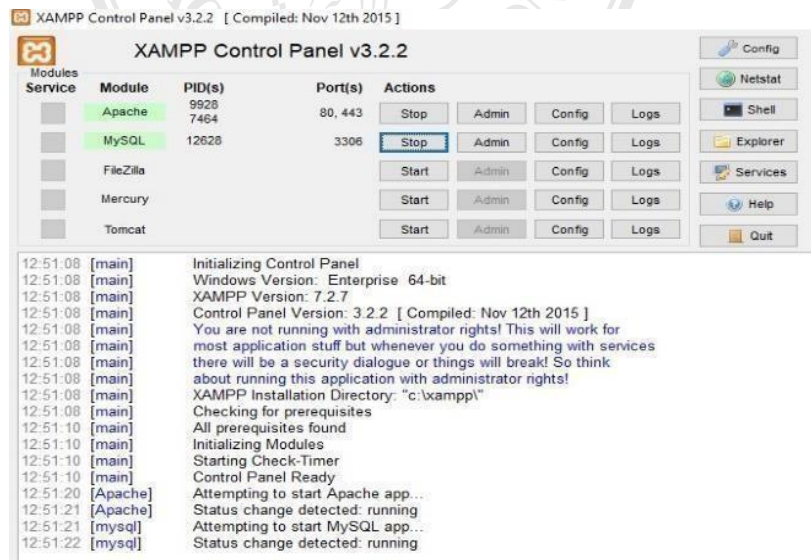 XAMPP Control Panel v3.2.2 [ Compiled: Nov 12th 2015 ]
XAMPP Control Panel v3.2.2
Config
Modules
Service Module PID(s) Port(s) Actions
Netstat
Apache 9928 7464 80, 443 Stop Admin Config Logs
Shell
MySQL 12628 3306 Stop Admin Config Logs
Explorer
FileZilla Start Admin Config Logs
Services
Mercury Start Admin Config Logs
Help
Tomcat Start Admin Config Logs
Quit
12:51:08 [main] Initializing Control Panel
12:51:08 [main] Windows Version: Enterprise 64-bit
12:51:08 [main] XAMPP Version: 7.2.7
12:51:08 [main] Control Panel Version: 3.2.2 [ Compiled: Nov 12th 2015 ]
12:51:08 [main] You are not running with administrator rights! This will work for
12:51:08 [main] most application stuff but whenever you do something with services
12:51:08 [main] there will be a security dialogue or things will break! So think
12:51:08 [main] about running this application with administrator rights!
12:51:08 [main] XAMPP Installation Directory: "c:\xampp\"
12:51:08 [main] Checking for prerequisites
12:51:10 [main] All prerequisites found
12:51:10 [main] Initializing Modules
12:51:10 [main] Starting Check-Timer
12:51:10 [main] Control Panel Ready
12:51:20 [Apache] Attempting to start Apache app...
12:51:21 [Apache] Status change detected: running
12:51:21 [mysql] Attempting to start MySQL app...
12:51:22 [mysql] Status change detected: running